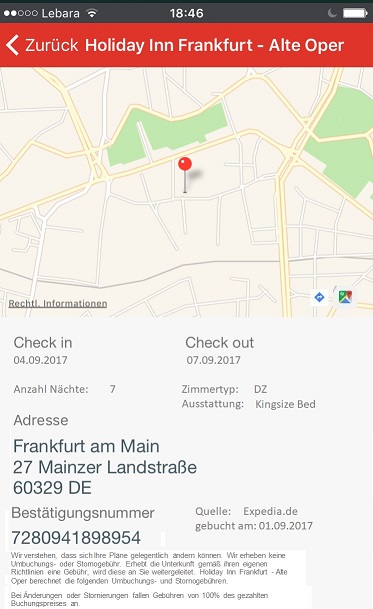 Lebara 18:46
Zurück Holiday Inn Frankfurt - Alte Oper
Rechtl. Informationen
Check in Check out
04.09.2017 07.09.2017
Anzahl Nächte: 7 Zimmertyp: DZ
Ausstattung: Kingsize Bed
Adresse
Frankfurt am Main
27 Mainzer Landstraße
60329 DE
Bestätigungsnummer Quelle: Expedia.de
gebucht am: 01.09.2017
7280941898954
Wir verstehen, dass sich Ihre Pläne gelegentlich ändern können. Wir erheben keine
Umbuchungs- oder Stornogebühr. Erhebt die Unterkunft gemäß ihren eigenen
Richtlinien eine Gebühr, wird diese an Sie weitergeleitet. Holiday Inn Frankfurt - Alte
Oper berechnet die folgenden Umbuchungs- und Stornogebühren.
Bei Änderungen oder Stornierungen fallen Gebühren von 100% des gezahlten
Buchungspreises an.